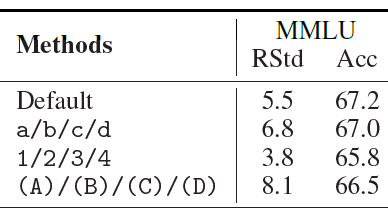 Methods MMLU
RStd Acc
Default 5.5 67.2
a/b/c/d 6.8 67.0
1/2/3/4 3.8 65.8
(A)/(B)/(C)/(D) 8.1 66.5